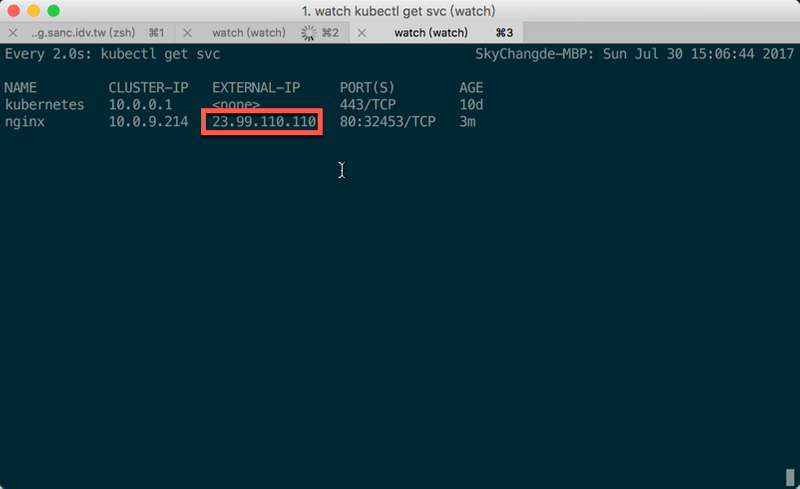 1. watch kubectl get svc (watch)
..g.sanc.idv.tw (zsh) ⌘1 watch (watch) ⌘2 watch (watch) ⌘3
Every 2.0s: kubectl get svc SkyChangde-MBP: Sun Jul 30 15:06:44 2017
NAME CLUSTER-IP EXTERNAL-IP PORT(S) AGE
kubernetes 10.0.0.1 <none> 443/TCP 10d
nginx 10.0.9.214 23.99.110.110 80:32453/TCP 3m